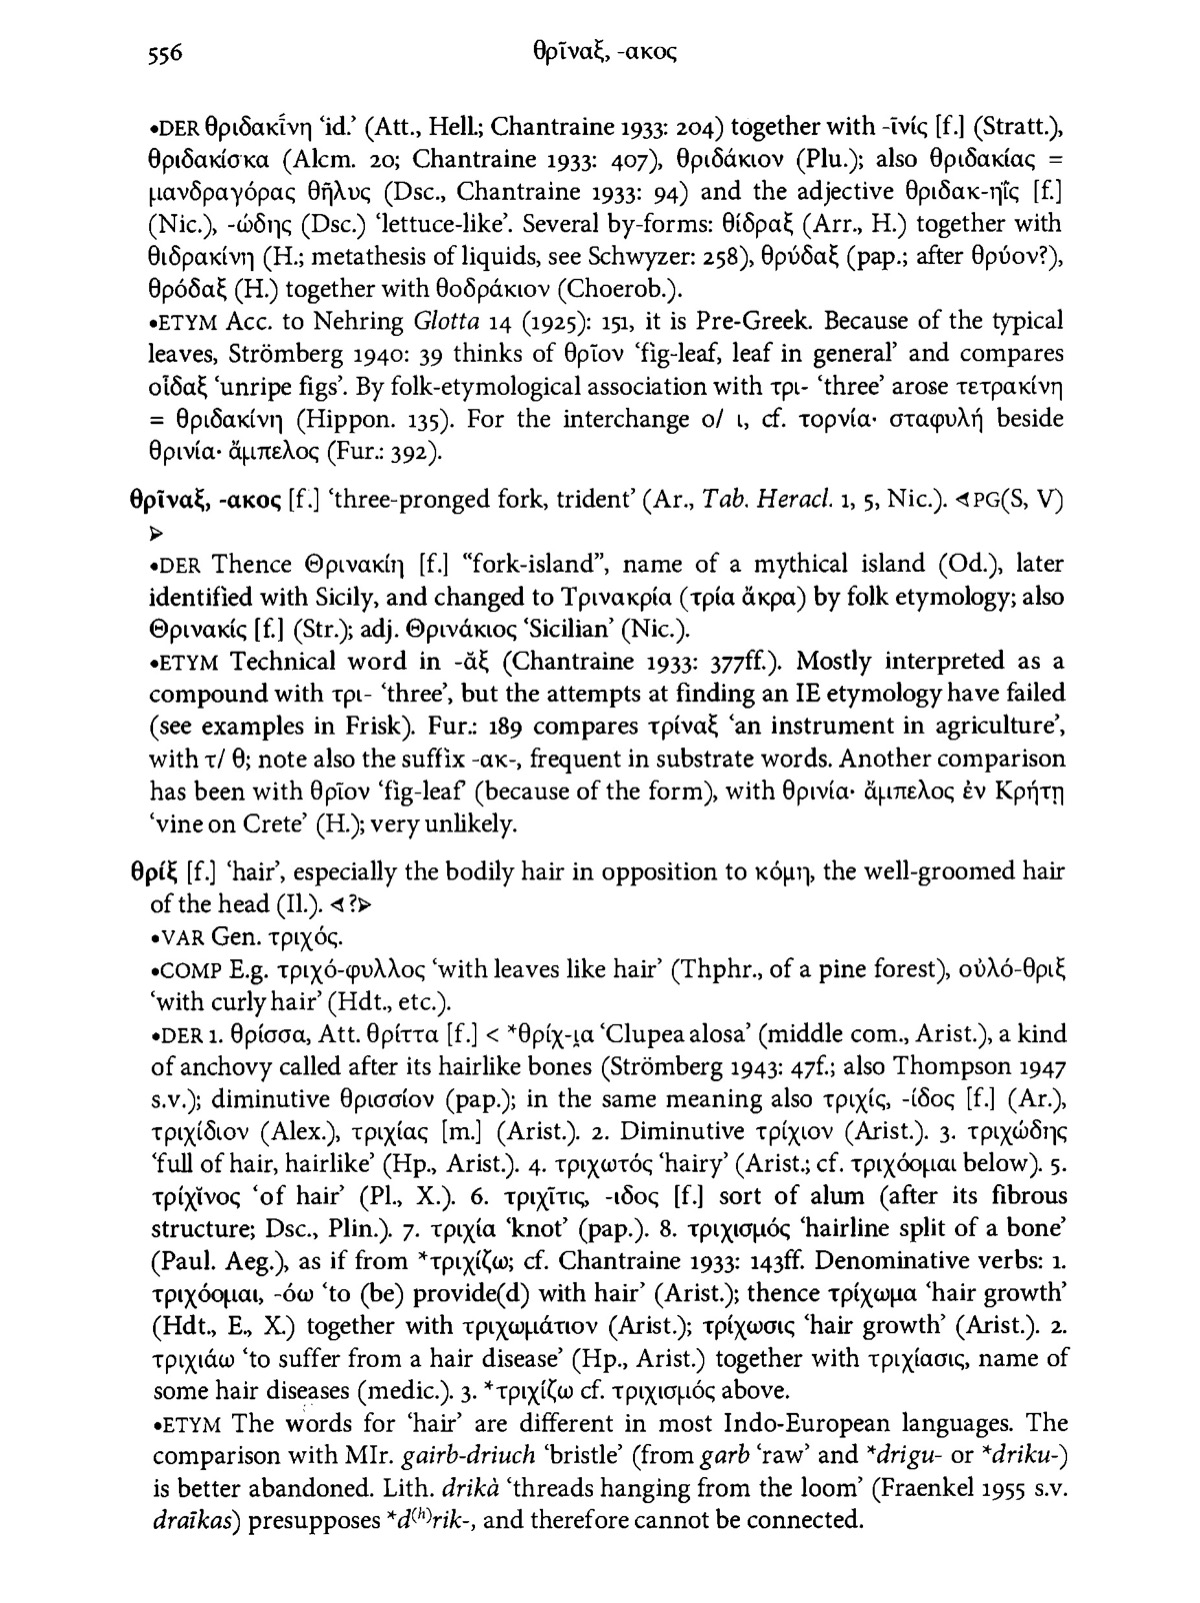 556
θρῖναξ, -ακος
•DER θριδακῑ́νη ‘id.’ (Att., Hell.; Chantraine 1933: 204) together with -ῑνίς [f.] (Stratt.),
θριδακίσκα (Alcm. 20; Chantraine 1933: 407), θριδάκιον (Plu.); also θριδακίας =
μανδραγόρας θῆλυς (Dsc., Chantraine 1933: 94) and the adjective θριδακ-ηΐς [f.]
(Nic.), -ώδης (Dsc.) ‘lettuce-like’. Several by-forms: θίδραξ (Arr., H.) together with
θιδρακίνη (H.; metathesis of liquids, see Schwyzer: 258), θρύδαξ (pap.; after θρύον?),
θρόδαξ (H.) together with θοδράκιον (Choerob.).
•ETYM Acc. to Nehring Glotta 14 (1925): 151, it is Pre-Greek. Because of the typical
leaves, Strömberg 1940: 39 thinks of θρῖον ‘fig-leaf, leaf in general’ and compares
οἶδαξ ‘unripe figs’. By folk-etymological association with τρι- ‘three’ arose τετρακίνη
= θριδακίνη (Hippon. 135). For the interchange ο/ ι, cf. τορνία· σταφυλή beside
θρινία· ἄμπελος (Fur.: 392).
θρῖναξ, -ακος [f.] ‘three-pronged fork, trident’ (Ar., Tab. Heracl. 1, 5, Nic.). ⊲PG(S, V)
⊳
•DER Thence Θρινακίη [f.] “fork-island”, name of a mythical island (Od.), later
identified with Sicily, and changed to Τρινακρία (τρία ἄκρα) by folk etymology; also
Θρινακίς [f.] (Str.); adj. Θρινάκιος ‘Sicilian’ (Nic.).
•ETYM Technical word in -ᾰξ (Chantraine 1933: 377ff.). Mostly interpreted as a
compound with τρι- ‘three’, but the attempts at finding an IE etymology have failed
(see examples in Frisk). Fur.: 189 compares τρίναξ ‘an instrument in agriculture’,
with τ/ θ; note also the suffix -ακ-, frequent in substrate words. Another comparison
has been with θρῖον ‘fig-leaf’ (because of the form), with θρινία· ἄμπελος ἐν Κρήτῃ
‘vine on Crete’ (H.); very unlikely.
θρίξ [f.] ‘hair’, especially the bodily hair in opposition to κόμη, the well-groomed hair
of the head (Il.). ⊲?⊳
•VAR Gen. τριχός.
•COMP E.g. τριχό-φυλλος ‘with leaves like hair’ (Thphr., of a pine forest), οὐλό-θριξ
‘with curly hair’ (Hdt., etc.).
•DER 1. θρίσσα, Att. θρίττα [f.] < *θρίχ-ι̯α ‘Clupea alosa’ (middle com., Arist.), a kind
of anchovy called after its hairlike bones (Strömberg 1943: 47f.; also Thompson 1947
s.v.); diminutive θρισσίον (pap.); in the same meaning also τριχίς, -ίδος [f.] (Ar.),
τριχίδιον (Alex.), τριχίας [m.] (Arist.). 2. Diminutive τρίχιον (Arist.). 3. τριχώδης
‘full of hair, hairlike’ (Hp., Arist.). 4. τριχωτός ‘hairy’ (Arist.; cf. τριχόομαι below). 5.
τρίχῐνος ‘of hair’ (Pl., X.). 6. τριχῖτις, -ιδος [f.] sort of alum (after its fibrous
structure; Dsc., Plin.). 7. τριχία ‘knot’ (pap.). 8. τριχισμός ‘hairline split of a bone’
(Paul. Aeg.), as if from *τριχίζω; cf. Chantraine 1933: 143ff. Denominative verbs: 1.
τριχόομαι, -όω ‘to (be) provide(d) with hair’ (Arist.); thence τρίχωμα ‘hair growth’
(Hdt., E., X.) together with τριχωμάτιον (Arist.); τρίχωσις ‘hair growth’ (Arist.). 2.
τριχιάω ‘to suffer from a hair disease’ (Hp., Arist.) together with τριχίασις, name of
some hair diseases (medic.). 3. *τριχίζω cf. τριχισμός above.
•ETYM The words for ‘hair’ are different in most Indo-European languages. The
comparison with MIr. gairb-driuch ‘bristle’ (from garb ‘raw’ and *drigu- or *driku-)
is better abandoned. Lith. drikà ‘threads hanging from the loom’ (Fraenkel 1955 s.v.
draĩkas) presupposes *d⁽ʰ⁾rik-, and therefore cannot be connected.